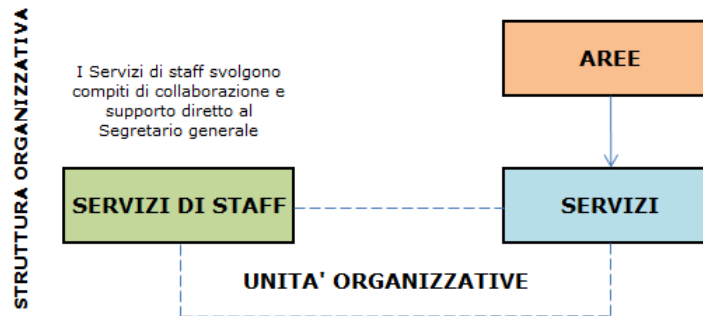 STRUTTURA ORGANIZZATIVA
AREE
I Servizi di staff svolgono
compiti di collaborazione e
supporto diretto al
Segretario generale
SERVIZI DI STAFF
SERVIZI
UNITA' ORGANIZZATIVE